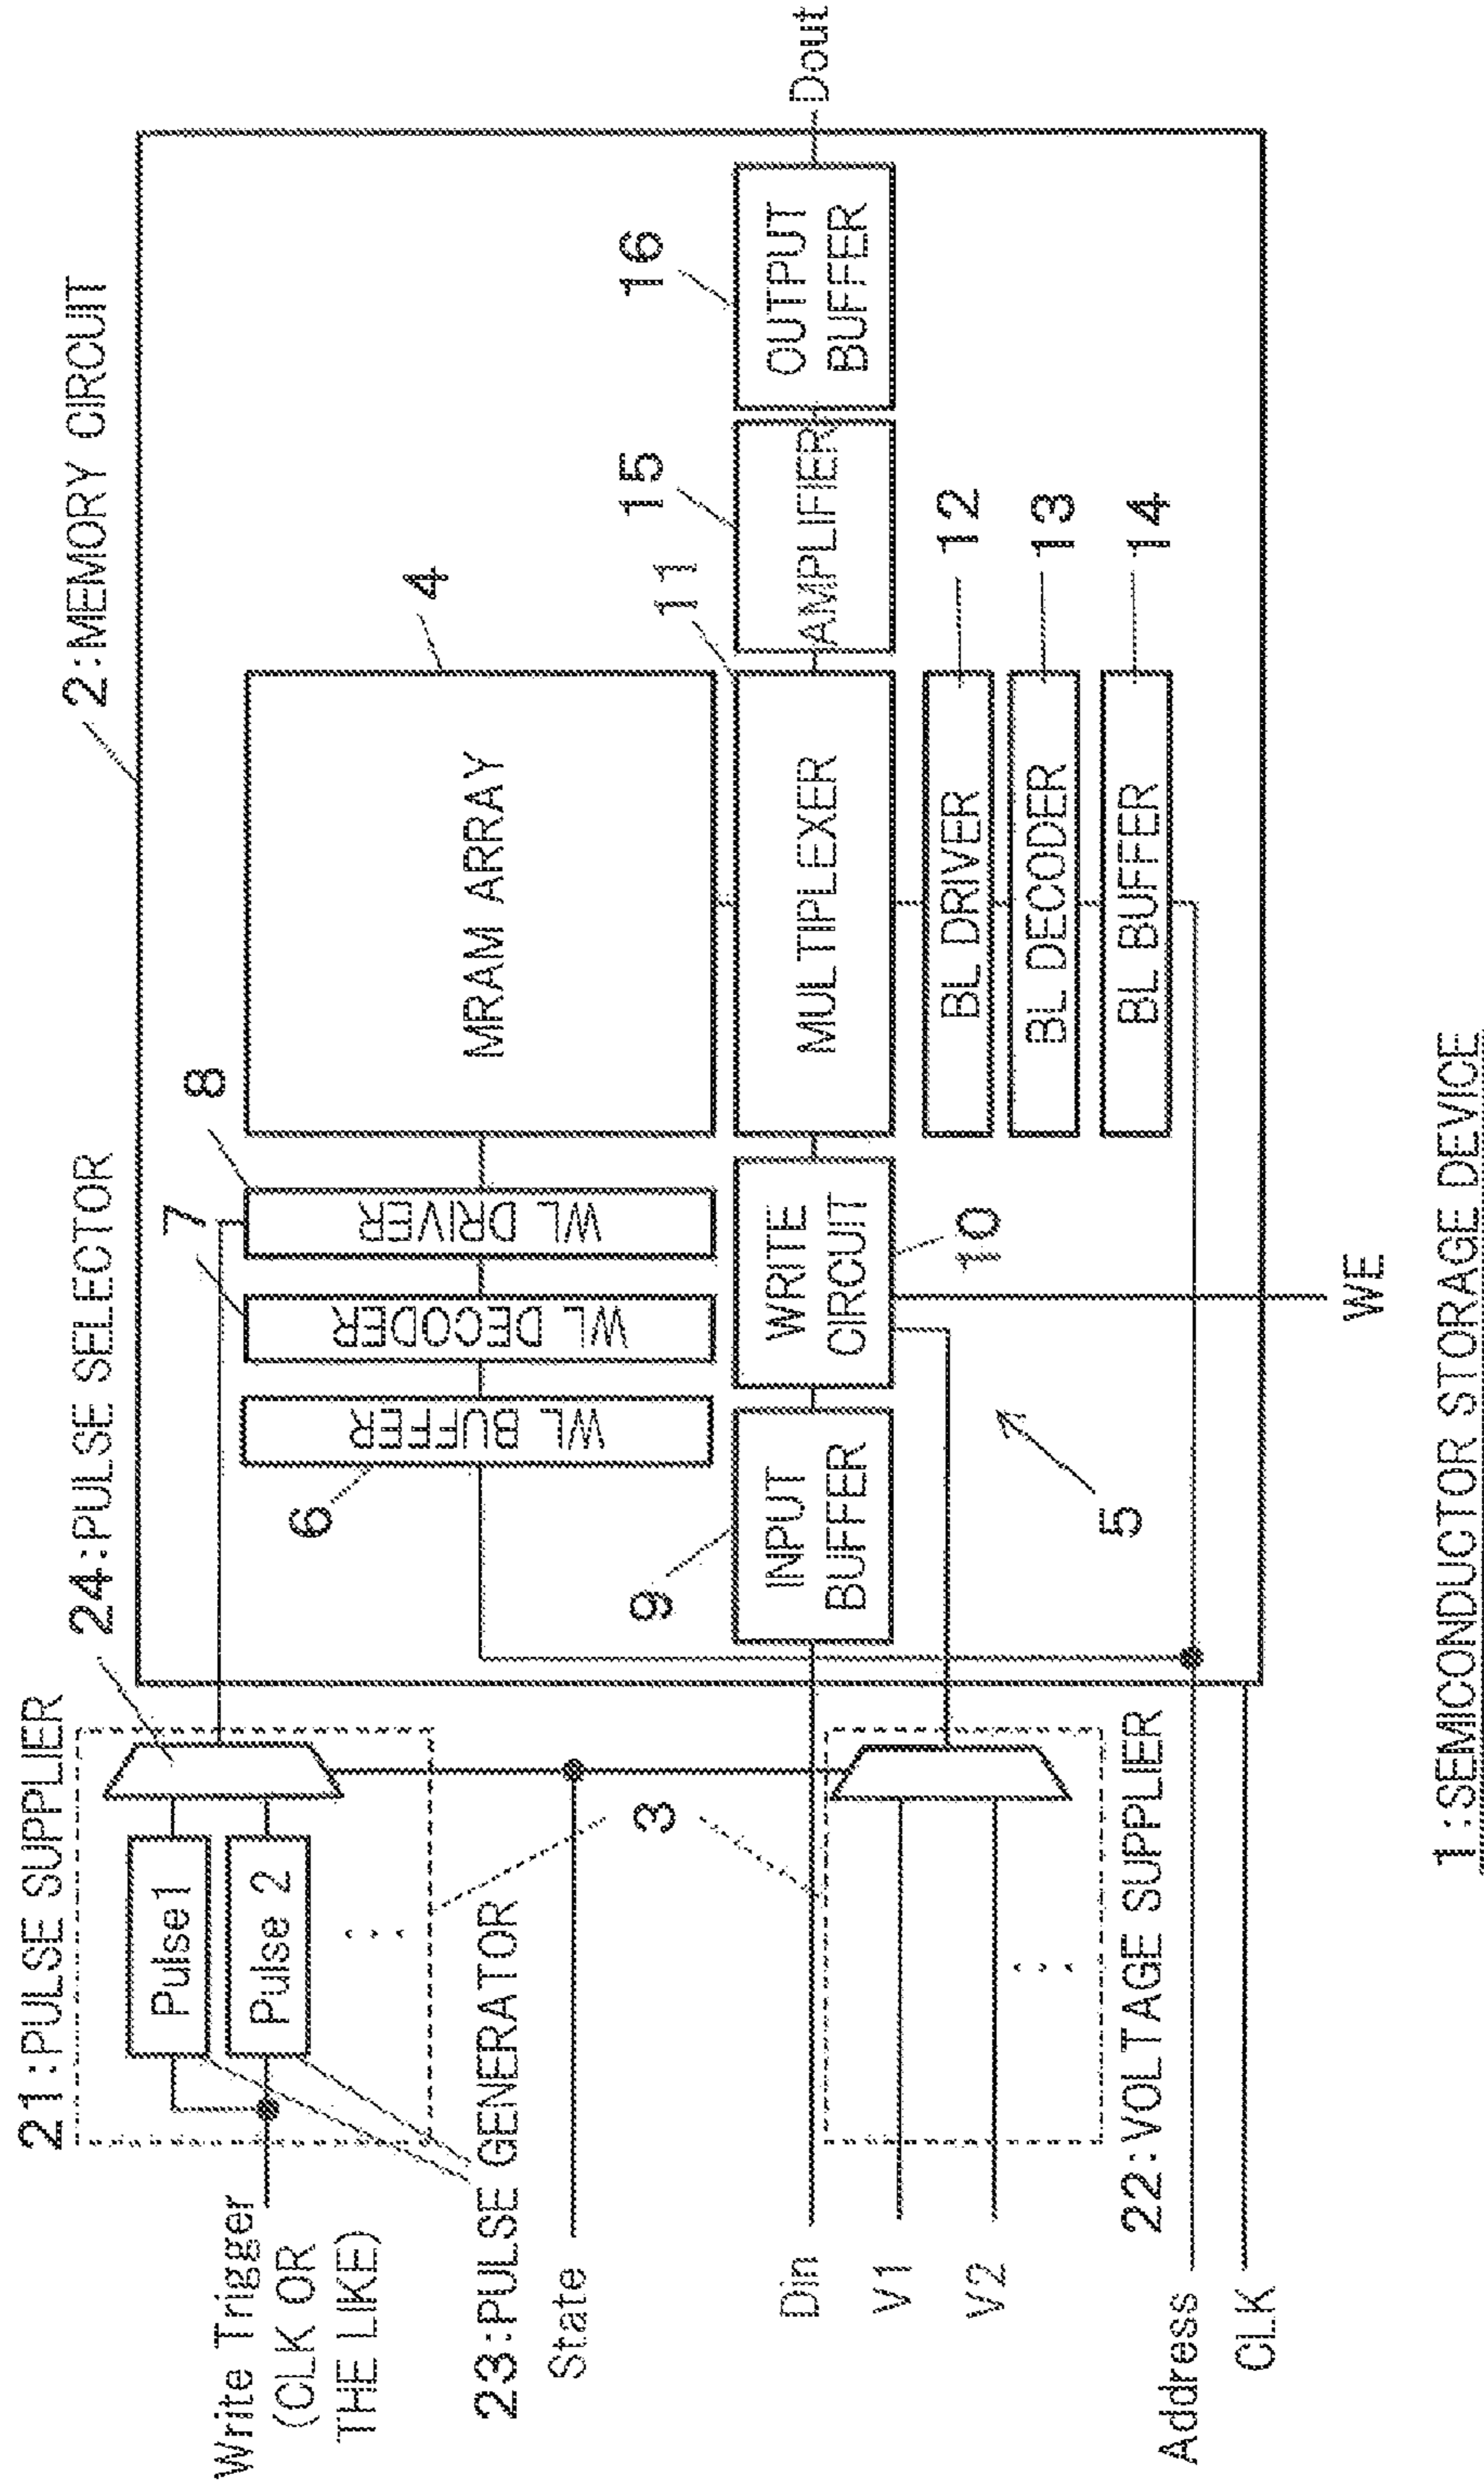 21:PULSE SUPPLIER
24:PULSE SELECTOR
2:MEMORY CIRCUIT
Write Trigger
(CLK OR
THE LIKE)
Pulse1
Pulse 2
7
8
4
6
WL BUFFER
WL DECODER
WL DRIVER
MRAM ARRAY
23:PULSE GENERATOR
State
3
9
11
15
16
Din
INPUT
BUFFER
WRITE
CIRCUIT
MULTIPLEXER
AMPLIFIER
OUTPUT
BUFFER
Dout
V1
V2
10
BL DRIVER
12
BL DECODER
13
5
BL BUFFER
14
22:VOLTAGE SUPPLIER
Address
CLK
WE
1:SEMICONDUCTOR STORAGE DEVICE